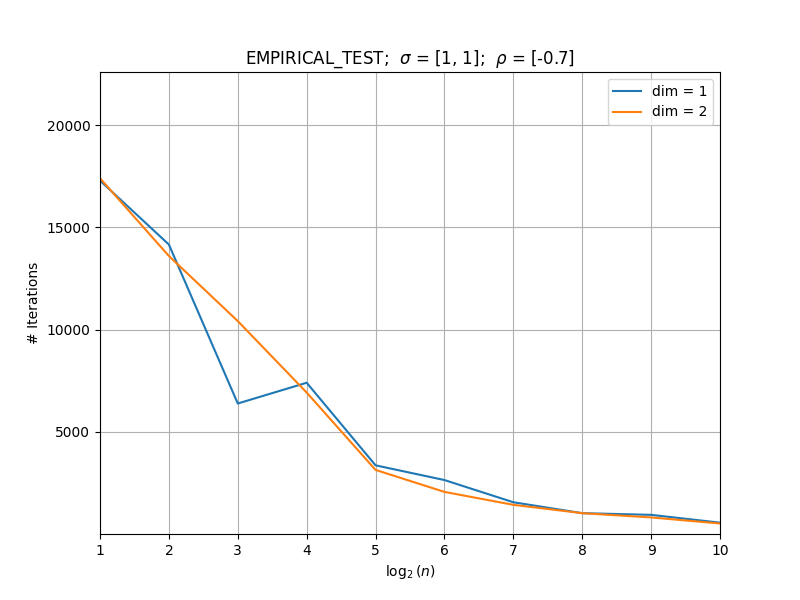 EMPIRICAL_TEST; σ = [1, 1]; ρ = [-0.7]
dim = 1
dim = 2
20000
15000
10000
5000
# Iterations
1 2 3 4 5 6 7 8 9 10
log₂(n)